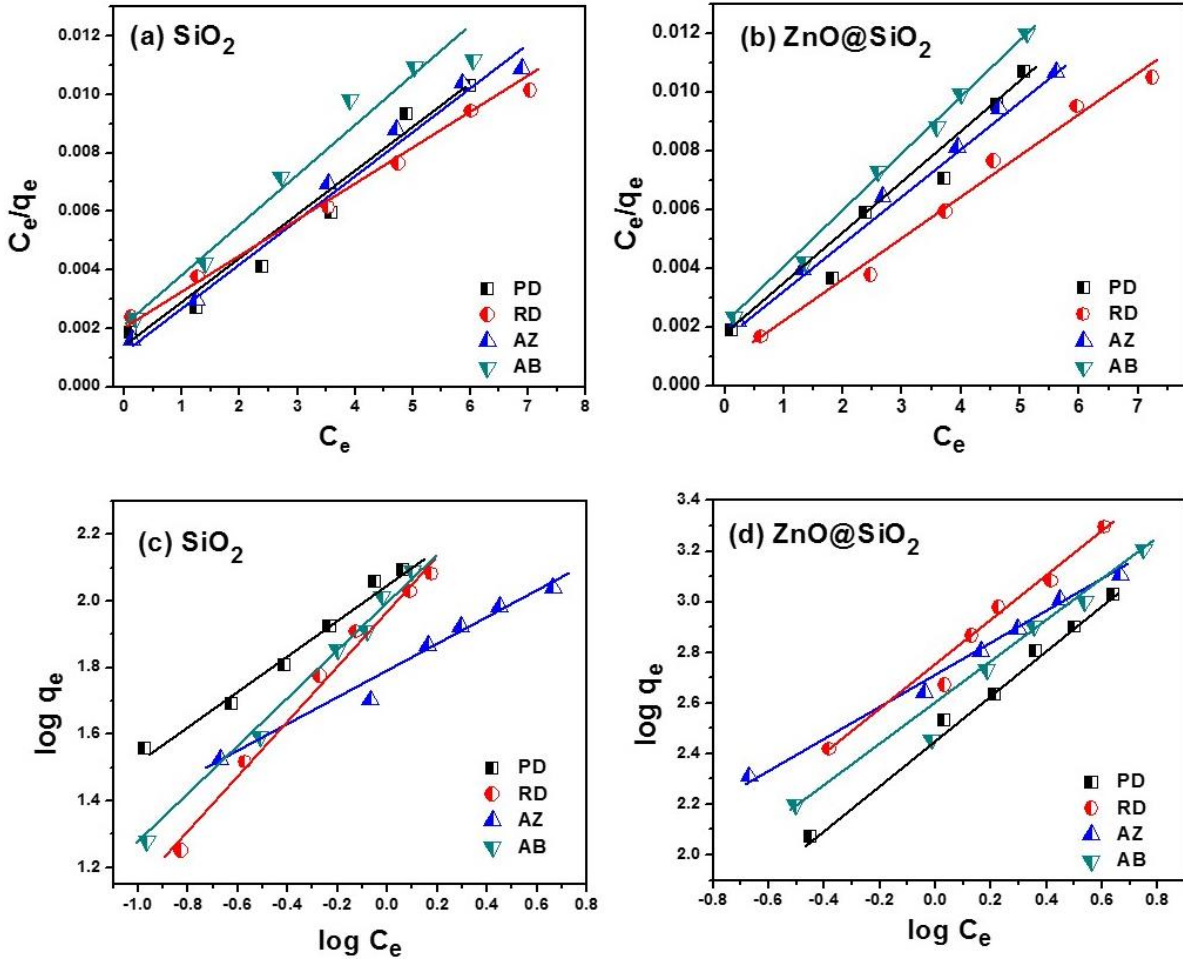 (a) SiO2
Ce/qe
0.012
0.010
0.008
0.006
0.004
0.002
0.000
PD
RD
AZ
AB
0 1 2 3 4 5 6 7 8
Ce
(b) ZnO@SiO2
Ce/qe
0.012
0.010
0.008
0.006
0.004
0.002
0.000
PD
RD
AZ
AB
0 1 2 3 4 5 6 7
Ce
(c) SiO2
log qe
2.2
2.0
1.8
1.6
1.4
1.2
PD
RD
AZ
AB
-1.0 -0.8 -0.6 -0.4 -0.2 0.0 0.2 0.4 0.6 0.8
log Ce
(d) ZnO@SiO2
log qe
3.4
3.2
3.0
2.8
2.6
2.4
2.2
2.0
PD
RD
AZ
AB
-0.8 -0.6 -0.4 -0.2 0.0 0.2 0.4 0.6 0.8
log Ce